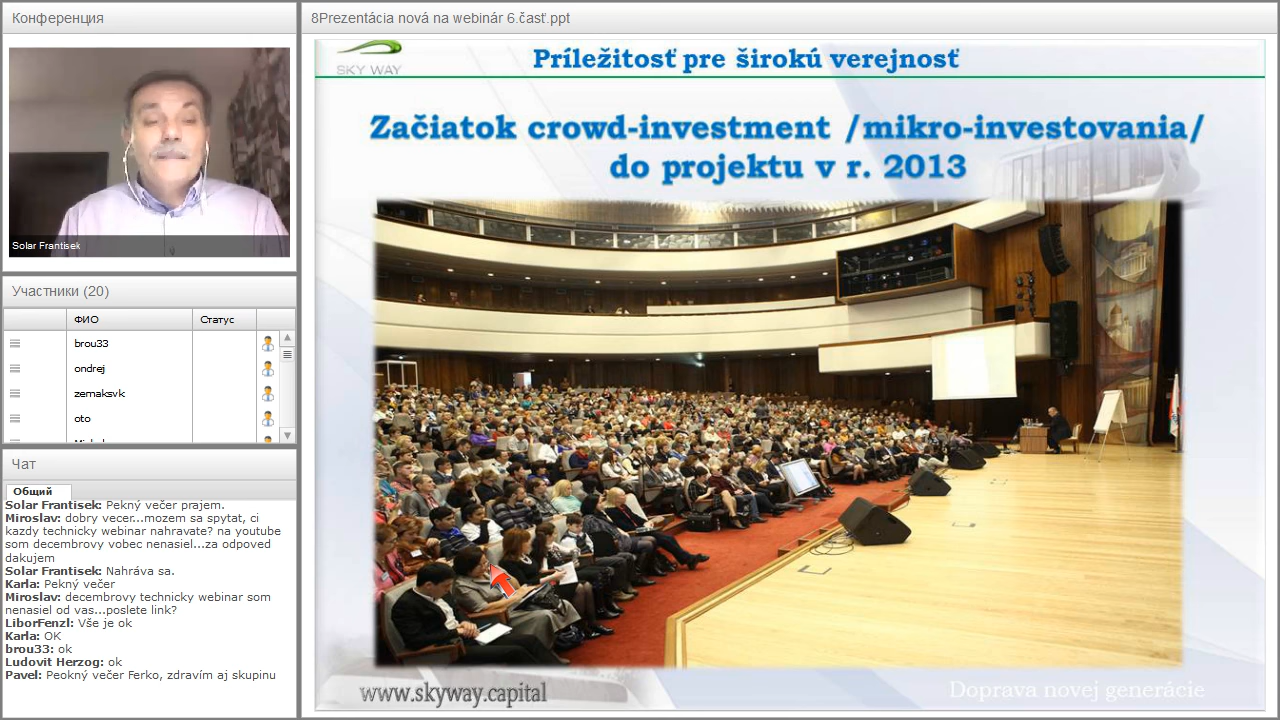 Конференция
Solar Frantisek
Участники (20)
ФИО
Статус
brou33
ondrej
zemaksvk
oto
Чат
Общий
Solar Frantisek: Pekný večer prajem.
Miroslav: dobry vecer...mozem sa spytat, ci
kazdy technicky webinar nahravate? na youtube
som decembrovy vobec nenasiel...za odpoved
dakujem
Solar Frantisek: Nahráva sa.
Karla: Pekný večer
Miroslav: decembrovy technicky webinar som
nenasiel od vas...poslete link?
LiborFenzl: Vše je ok
Karla: OK
brou33: ok
Ludovit Herzog: ok
Pavel: Peokný večer Ferko, zdravím aj skupinu
8Prezentácia nová na webinár 6.časť.ppt
SKY WAY
Príležitosť pre širokú verejnosť
Začiatok crowd-investment /mikro-investovania/
do projektu v r. 2013
www.skyway.capital
Doprava novej generácie